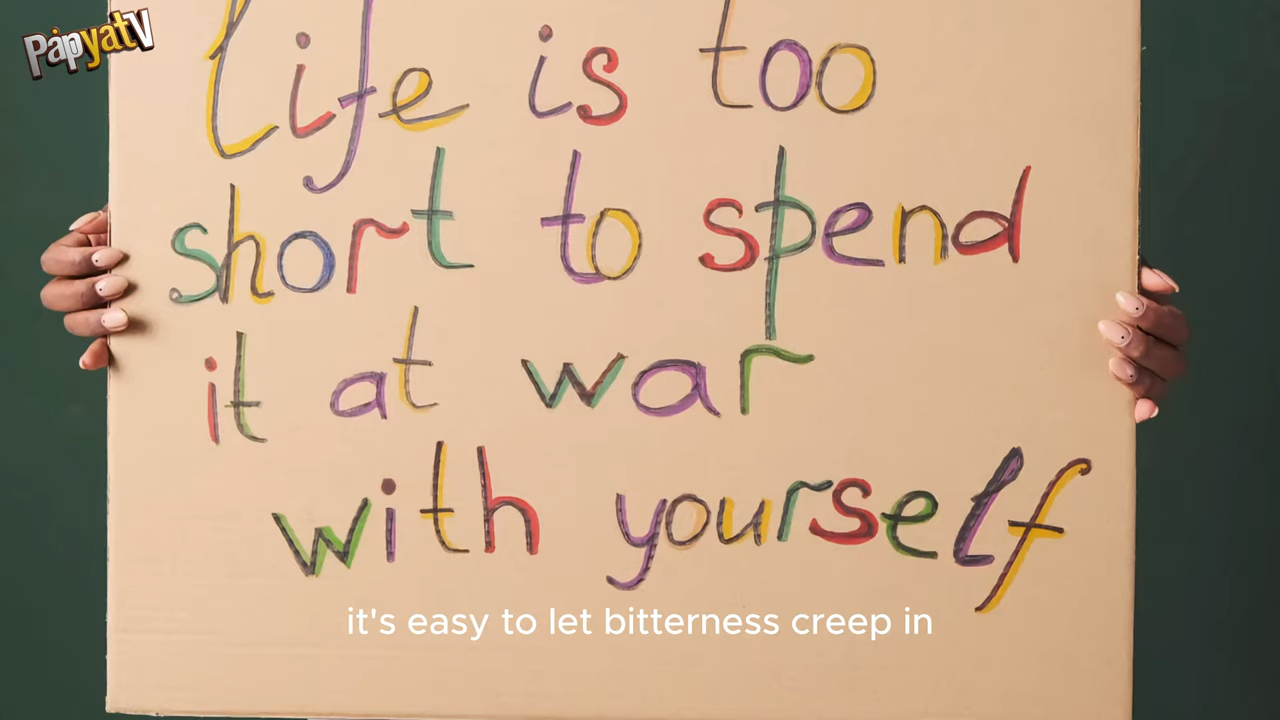 PapyatV
life is too
short to spend
it at war
with yourself
it's easy to let bitterness creep in